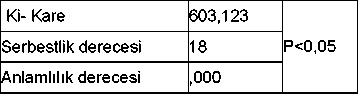 Ki- Kare 603,123
Serbestlik derecesi 18 P<0,05
Anlamlılık derecesi ,000